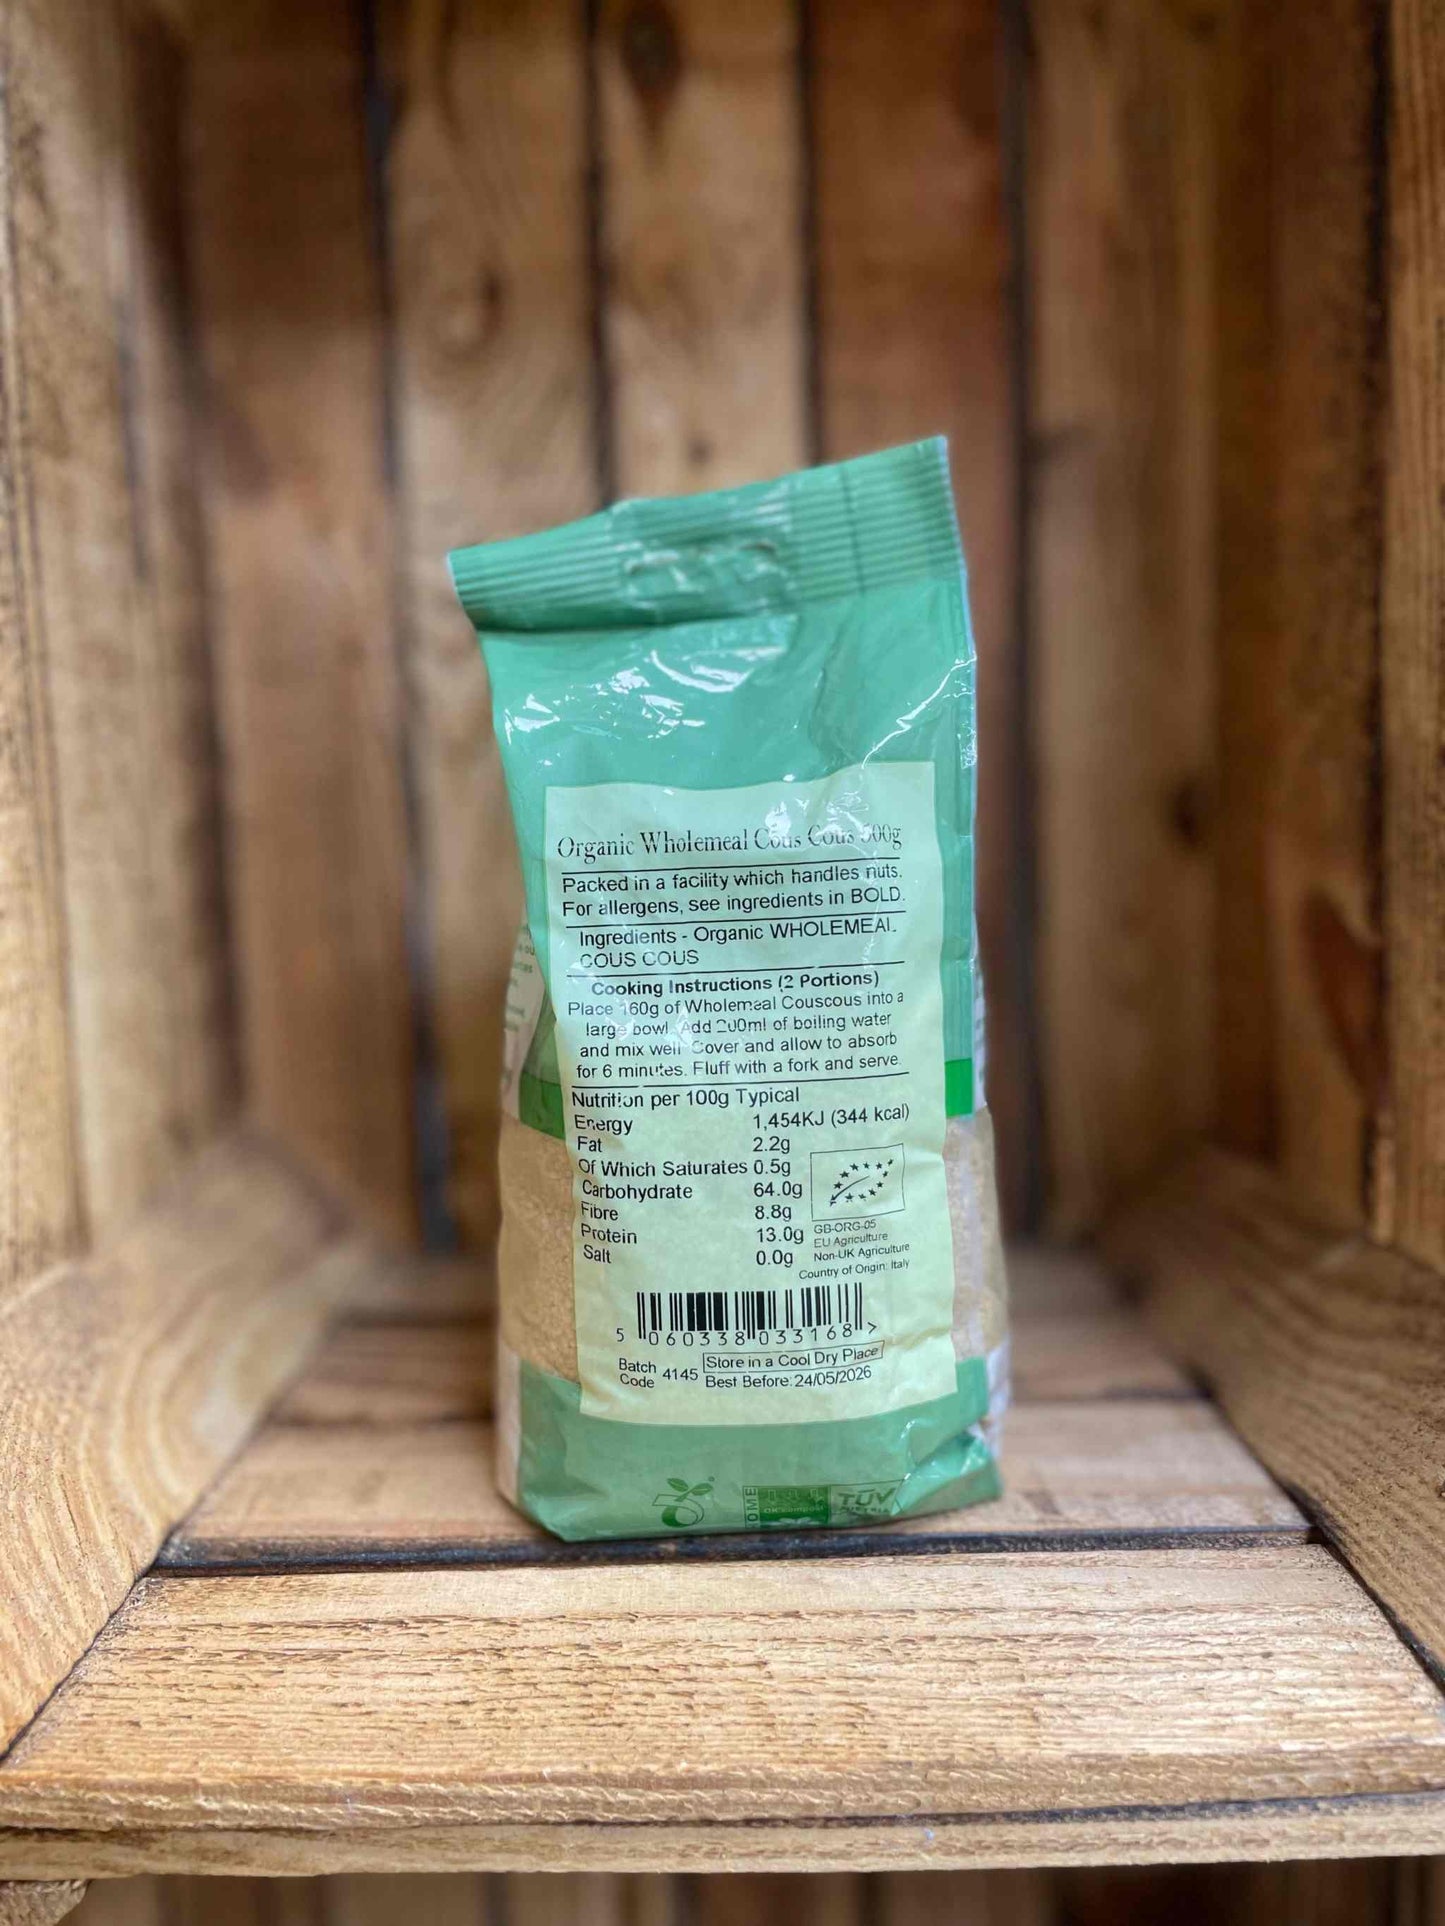 Organic Wholemeal Cous Cous 500g
Packed in a facility which handles nuts.
For allergens, see ingredients in BOLD.
Ingredients - Organic WHOLEMEAL
COUS COUS
Cooking Instructions (2 Portions)
Place 160g of Wholemeal Couscous into a
large bowl. Add 200ml of boiling water
and mix well. Cover and allow to absorb
for 6 minutes. Fluff with a fork and serve.
Nutrition per 100g Typical
Energy 1,454KJ (344 kcal)
Fat 2.2g
Of Which Saturates 0.5g
Carbohydrate 64.0g
Fibre 8.8g
Protein 13.0g
Salt 0.0g
GB-ORG-05
EU Agriculture
Non-UK Agriculture
Country of Origin: Italy
5 060338 033168 >
Batch Code 4145
Store in a Cool Dry Place
Best Before: 24/05/2026
HOME
OK compost
TÜV
AUSTRIA